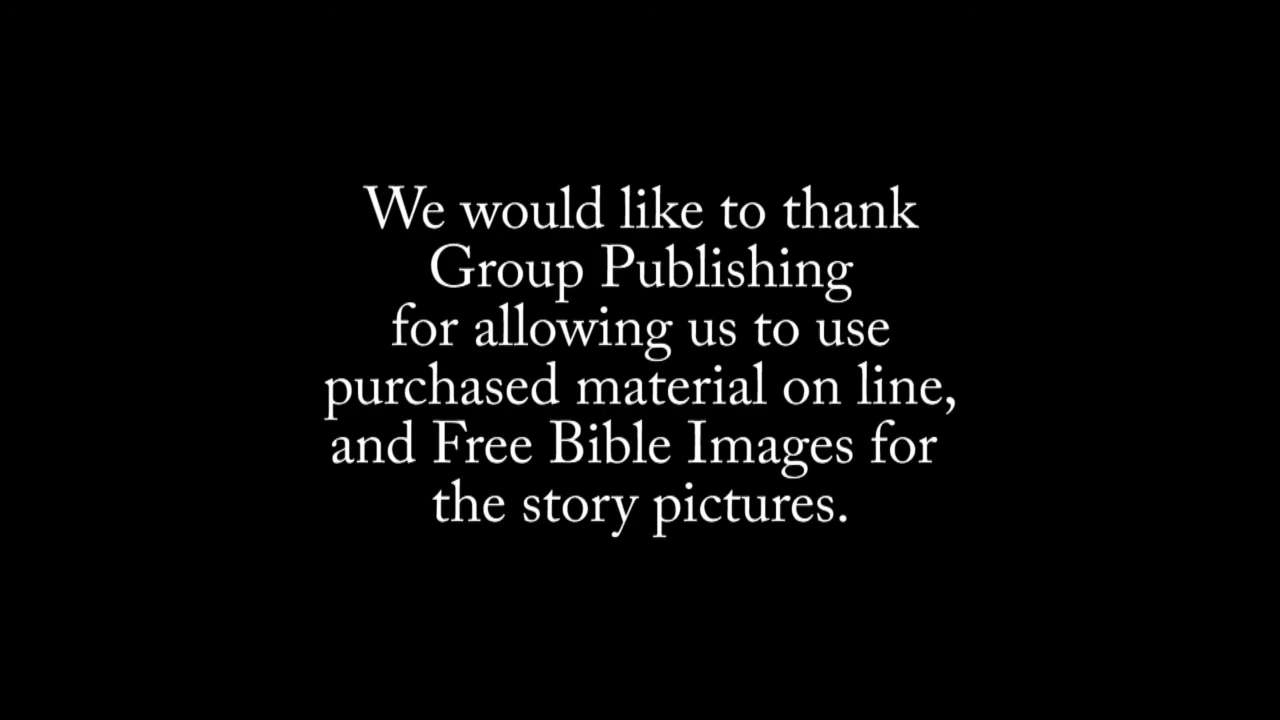 We would like to thank
Group Publishing
for allowing us to use
purchased material on line,
and Free Bible Images for
the story pictures.